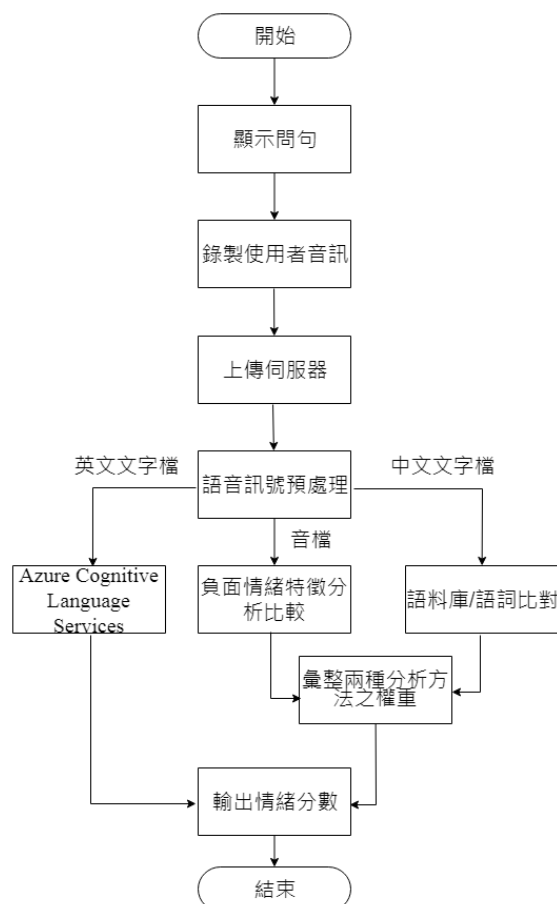 開始
顯示問句
錄製使用者音訊
上傳伺服器
英文文字檔
語音訊號預處理
中文文字檔
音檔
Azure Cognitive
Language
Services
負面情緒特徵分
析比較
語料庫/語詞比對
彙整兩種分析方
法之權重
輸出情緒分數
結束